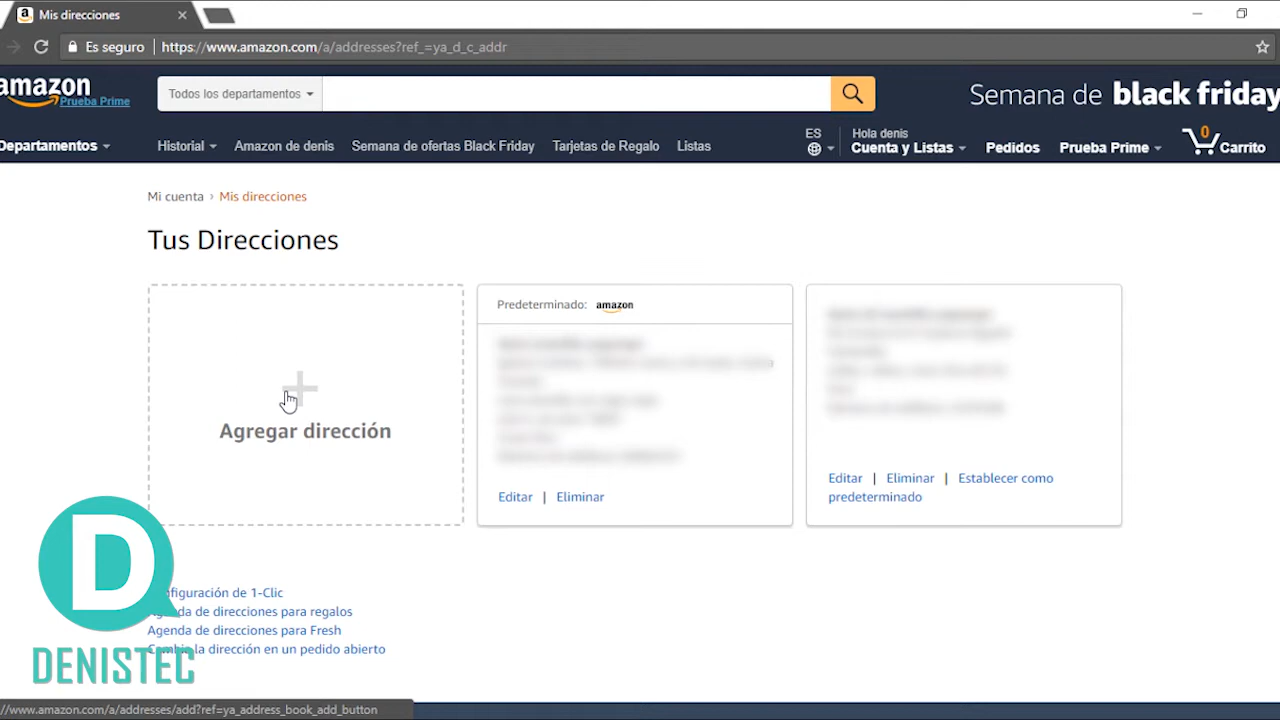 Mis direcciones
Es seguro
https://www.amazon.com/a/addresses?ref_=ya_d_c_addr
amazon
Prueba Prime
Todos los departamentos
Semana de black friday
Departamentos
Historial
Amazon de denis
Semana de ofertas Black Friday
Tarjetas de Regalo
Listas
ES
Hola denis
Cuenta y Listas
Pedidos
Prueba Prime
0
Carrito
Mi cuenta › Mis direcciones
Tus Direcciones
Agregar dirección
Predeterminado: amazon
Editar | Eliminar
Editar | Eliminar | Establecer como
predeterminado
nfiguración de 1-Clic
genda de direcciones para regalos
Agenda de direcciones para Fresh
Cambia la dirección en un pedido abierto
D
DENISTEC
//www.amazon.com/a/addresses/add?ref=ya_address_book_add_button